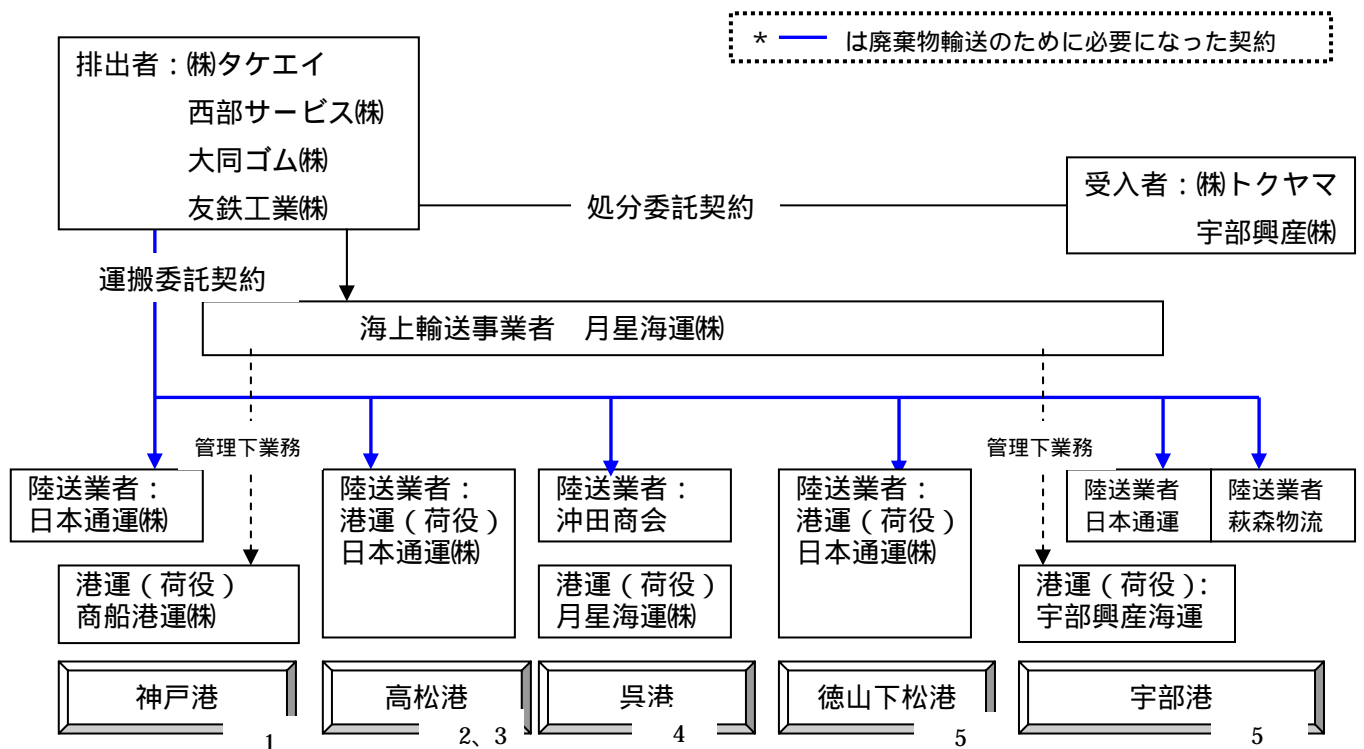 * は廃棄物輸送のために必要になった契約
排出者：㈱タケエイ
西部サービス㈱
大同ゴム㈱
友鉄工業㈱
処分委託契約
受入者：㈱トクヤマ
宇部興産㈱
運搬委託契約
海上輸送事業者　月星海運㈱
管理下業務
管理下業務
陸送業者：
日本通運㈱
港運（荷役）
商船港運㈱
陸送業者：
港運（荷役）
日本通運㈱
陸送業者：
沖田商会
港運（荷役）
月星海運㈱
陸送業者：
港運（荷役）
日本通運㈱
陸送業者
日本通運
陸送業者
萩森物流
港運（荷役）：
宇部興産海運
神戸港
高松港
呉港
徳山下松港
宇部港
1
2、3
4
5
5